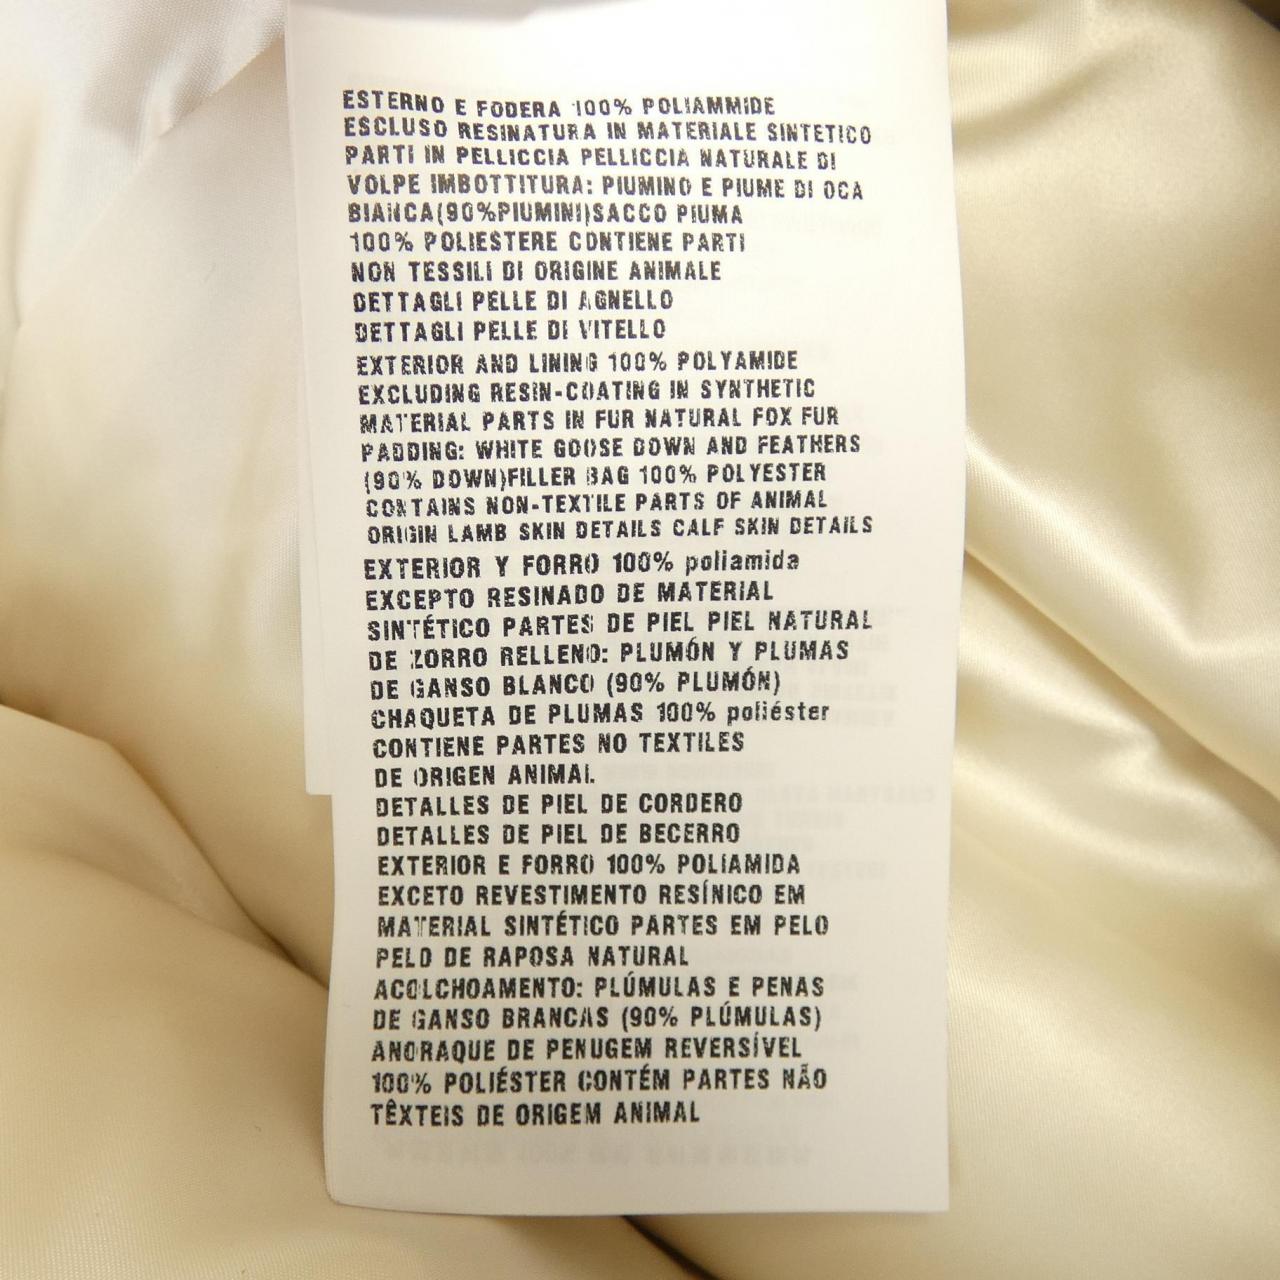 ESTERNO E FODERA 100% POLIAMMIDE
ESCLUSO RESINATURA IN MATERIALE SINTETICO
PARTI IN PELLICCIA PELLICCIA NATURALE DI
VOLPE IMBOTTITURA: PIUMINO E PIUME DI OCA
BIANCA(90%PIUMINI)SACCO PIUMA
100% POLIESTERE CONTIENE PARTI
NON TESSILI DI ORIGINE ANIMALE
DETTAGLI PELLE DI AGNELLO
DETTAGLI PELLE DI VITELLO
EXTERIOR AND LINING 100% POLYAMIDE
EXCLUDING RESIN-COATING IN SYNTHETIC
MATERIAL PARTS IN FUR NATURAL FOX FUR
PADDING: WHITE GOOSE DOWN AND FEATHERS
(90% DOWN)FILLER BAG 100% POLYESTER
CONTAINS NON-TEXTILE PARTS OF ANIMAL
ORIGIN LAMB SKIN DETAILS CALF SKIN DETAILS
EXTERIOR Y FORRO 100% poliamida
EXCEPTO RESINADO DE MATERIAL
SINTÉTICO PARTES DE PIEL PIEL NATURAL
DE ZORRO RELLENO: PLUMÓN Y PLUMAS
DE GANSO BLANCO (90% PLUMÓN)
CHAQUETA DE PLUMAS 100% poliéster
CONTIENE PARTES NO TEXTILES
DE ORIGEN ANIMAL
DETALLES DE PIEL DE CORDERO
DETALLES DE PIEL DE BECERRO
EXTERIOR E FORRO 100% POLIAMIDA
EXCETO REVESTIMENTO RESÍNICO EM
MATERIAL SINTÉTICO PARTES EM PELO
PELO DE RAPOSA NATURAL
ACOLCHOAMENTO: PLÚMULAS E PENAS
DE GANSO BRANCAS (90% PLÚMULAS)
ANORAQUE DE PENUGEM REVERSÍVEL
100% POLIÉSTER CONTÉM PARTES NÃO
TÊXTEIS DE ORIGEM ANIMAL